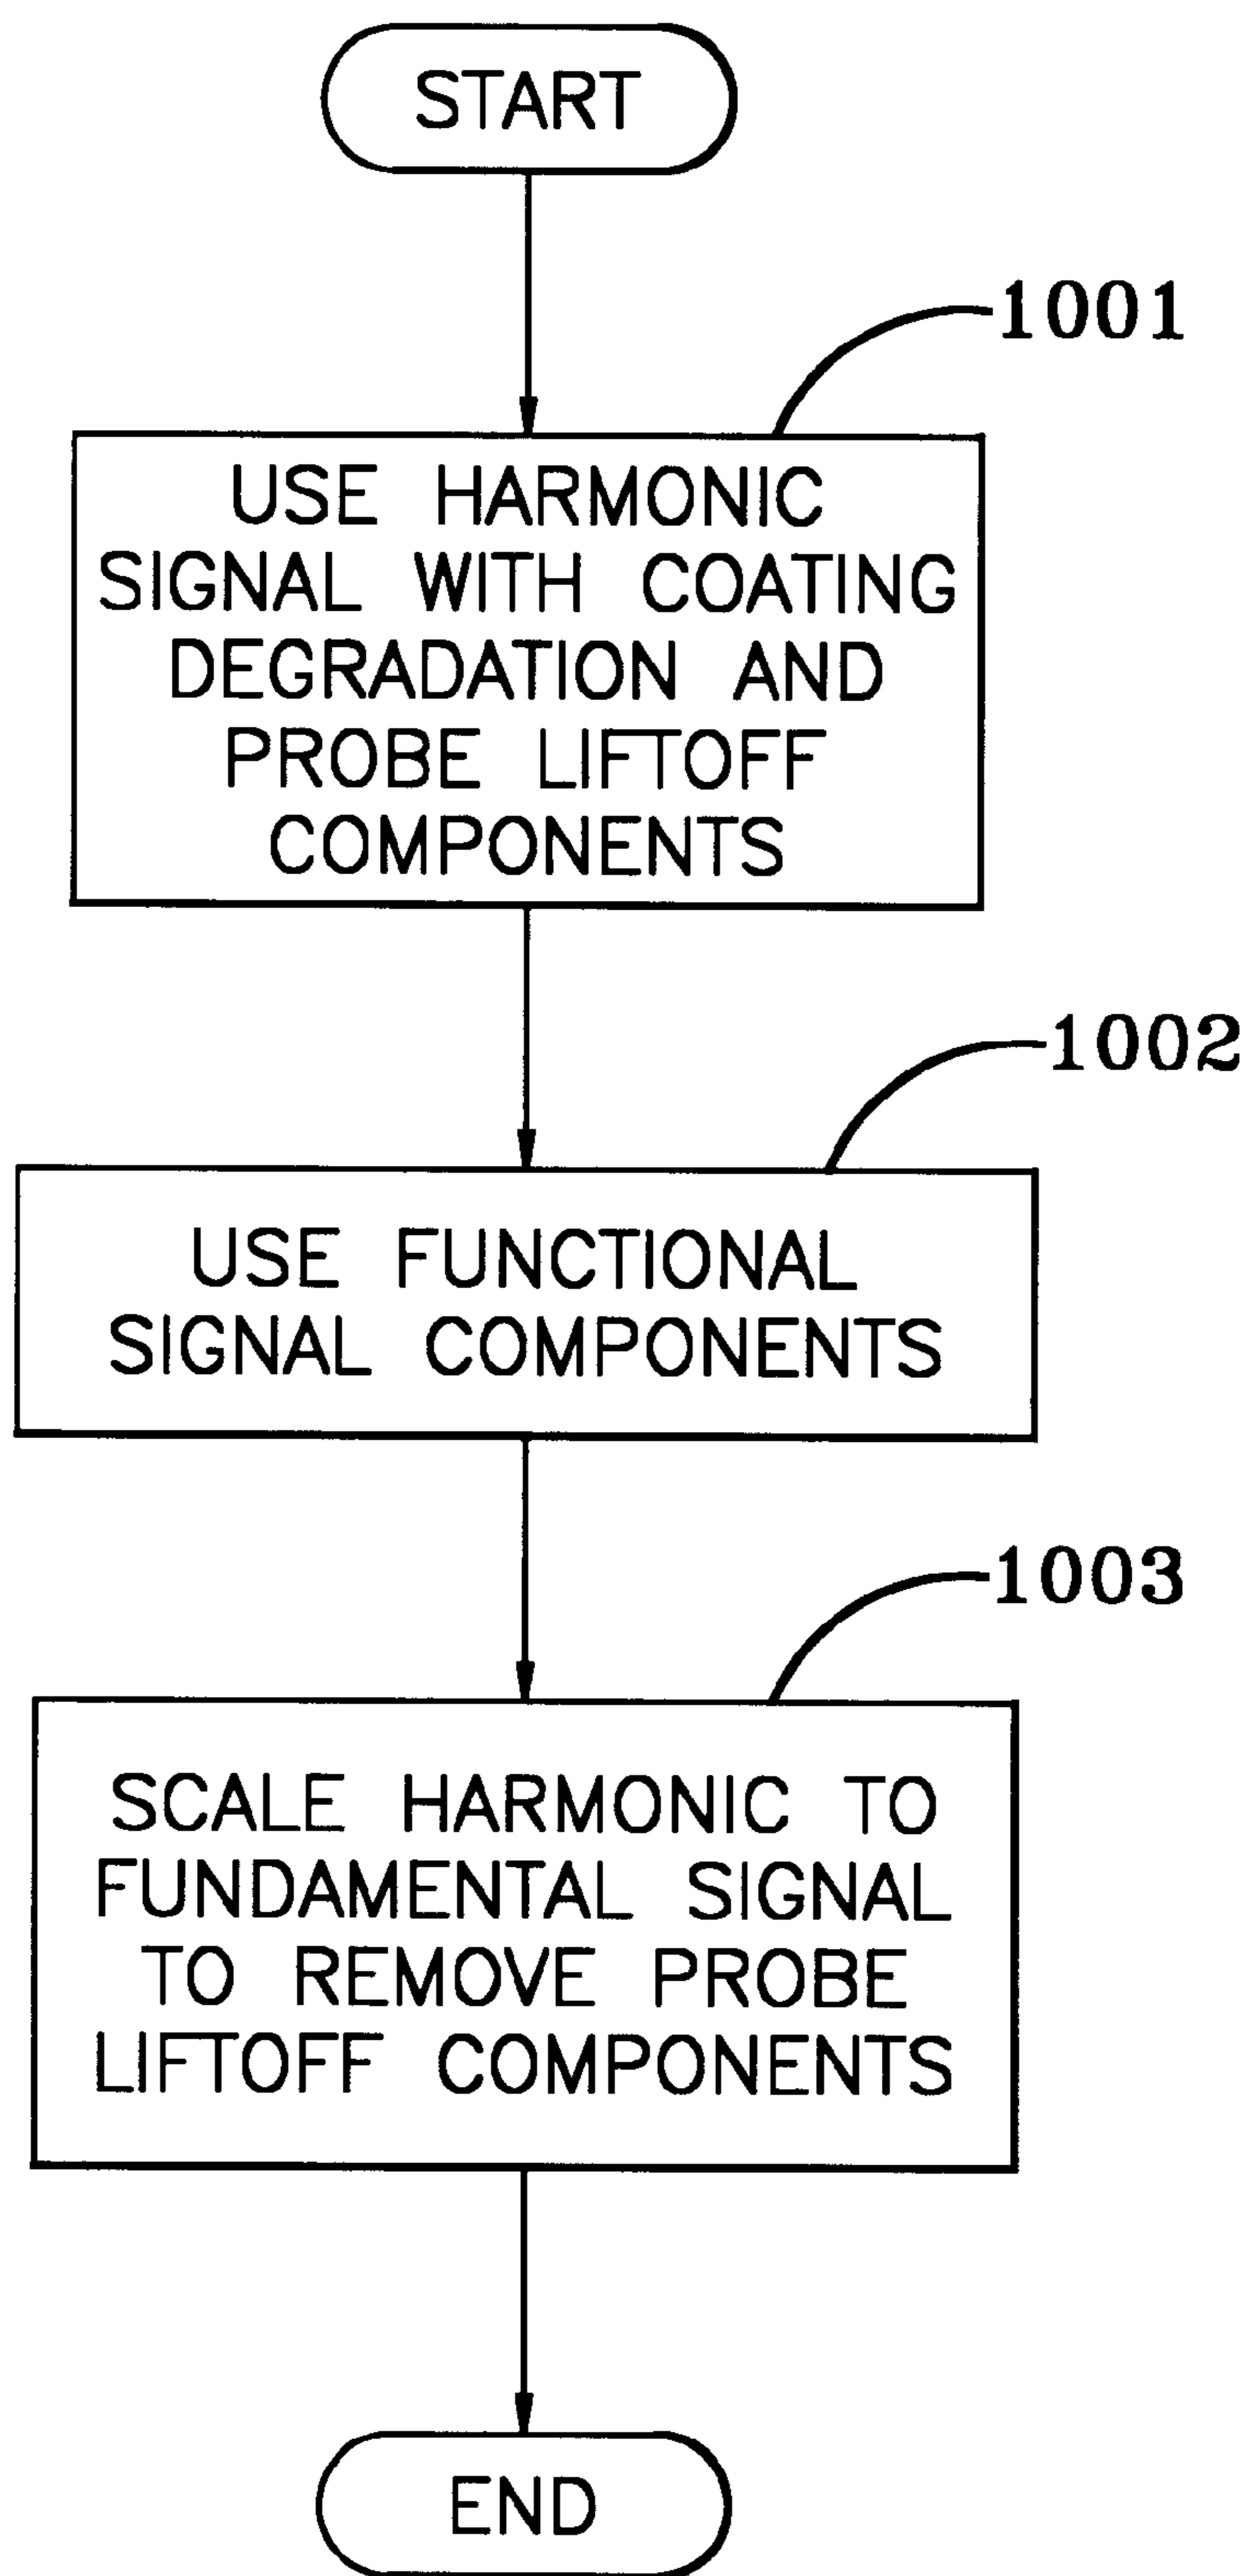 START
1001
USE HARMONIC
SIGNAL WITH COATING
DEGRADATION AND
PROBE LIFTOFF
COMPONENTS
1002
USE FUNCTIONAL
SIGNAL COMPONENTS
1003
SCALE HARMONIC TO
FUNDAMENTAL SIGNAL
TO REMOVE PROBE
LIFTOFF COMPONENTS
END